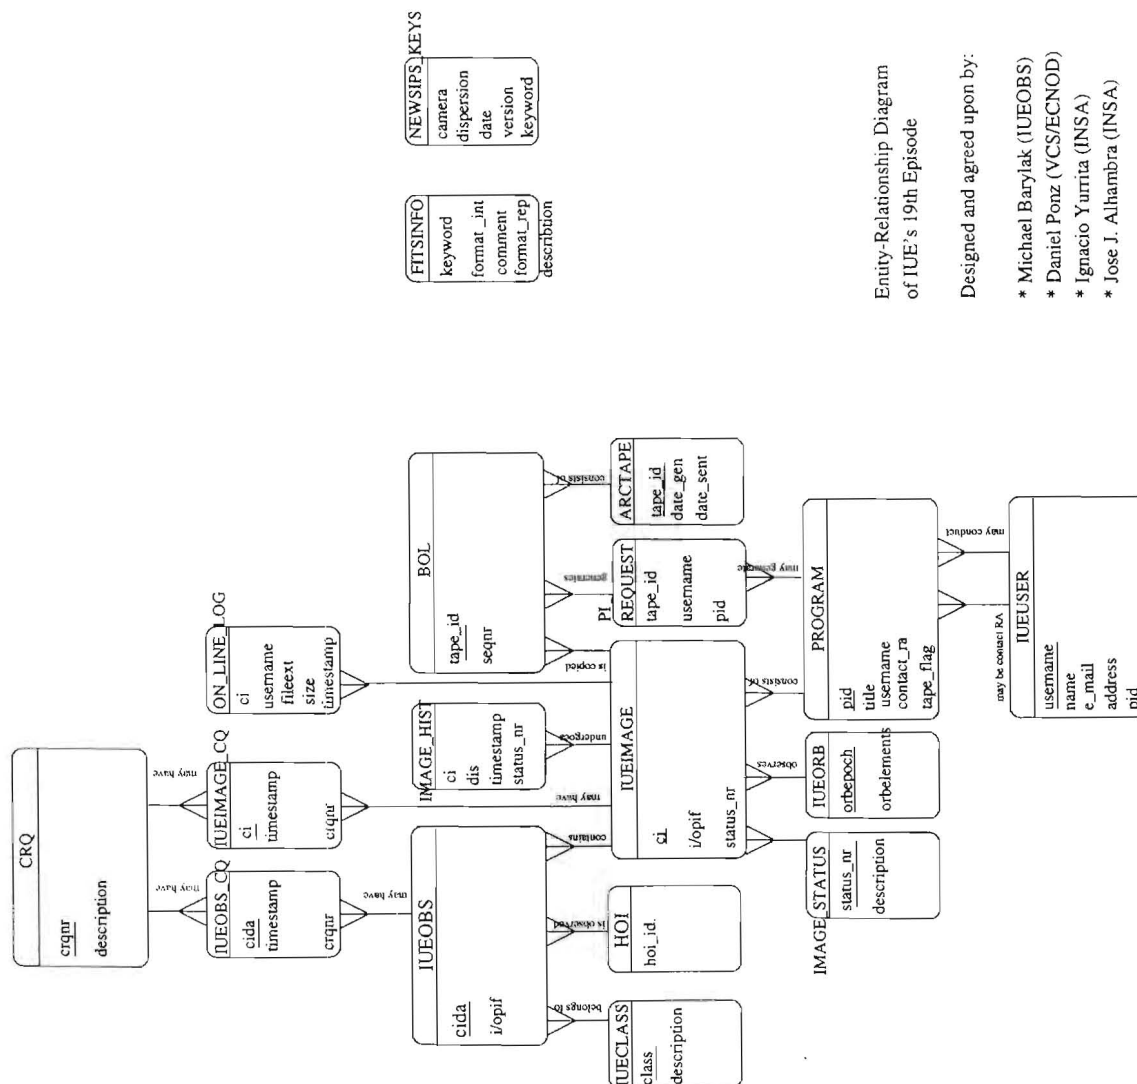 CRQ
crqnr
description
may have
may have
IUEOBS_CQ
cida
timestamp
crqnr
IUEIMAGE_CQ
ci
timestamp
crqnr
ON_LINE_LOG
ci
username
fileext
size
timestamp
may have
may have
IUEOBS
cida
i/opif
IMAGE_HIST
ci
dis
timestamp
status_nr
BOL
tape_id
seqnr
FITSINFO
keyword
format_int
comment
format_rep
describtion
NEWSIPS_KEYS
camera
dispersion
date
version
keyword
belongs to
is observed
contains
undergoes
is copied
generates
consists of
IUECLASS
class
description
HOI
hoi_id.
IUEIMAGE
ci
i/opif
status_nr
PI_
REQUEST
tape_id
username
pid
ARCTAPE
tape_id
date_gen
date_sent
observes
consists of
may generate
IMAGE_STATUS
status_nr
description
IUEORB
orbepoch
orbelements
PROGRAM
pid
title
username
contact_ra
tape_flag
may be contact RA
may conduct
IUEUSER
username
name
e_mail
address
pid
Entity-Relationship Diagram
of IUE's 19th Episode
Designed and agreed upon by:
* Michael Barylak (IUEOBS)
* Daniel Ponz (VCS/ECNOD)
* Ignacio Yurrita (INSA)
* Jose J. Alhambra (INSA)